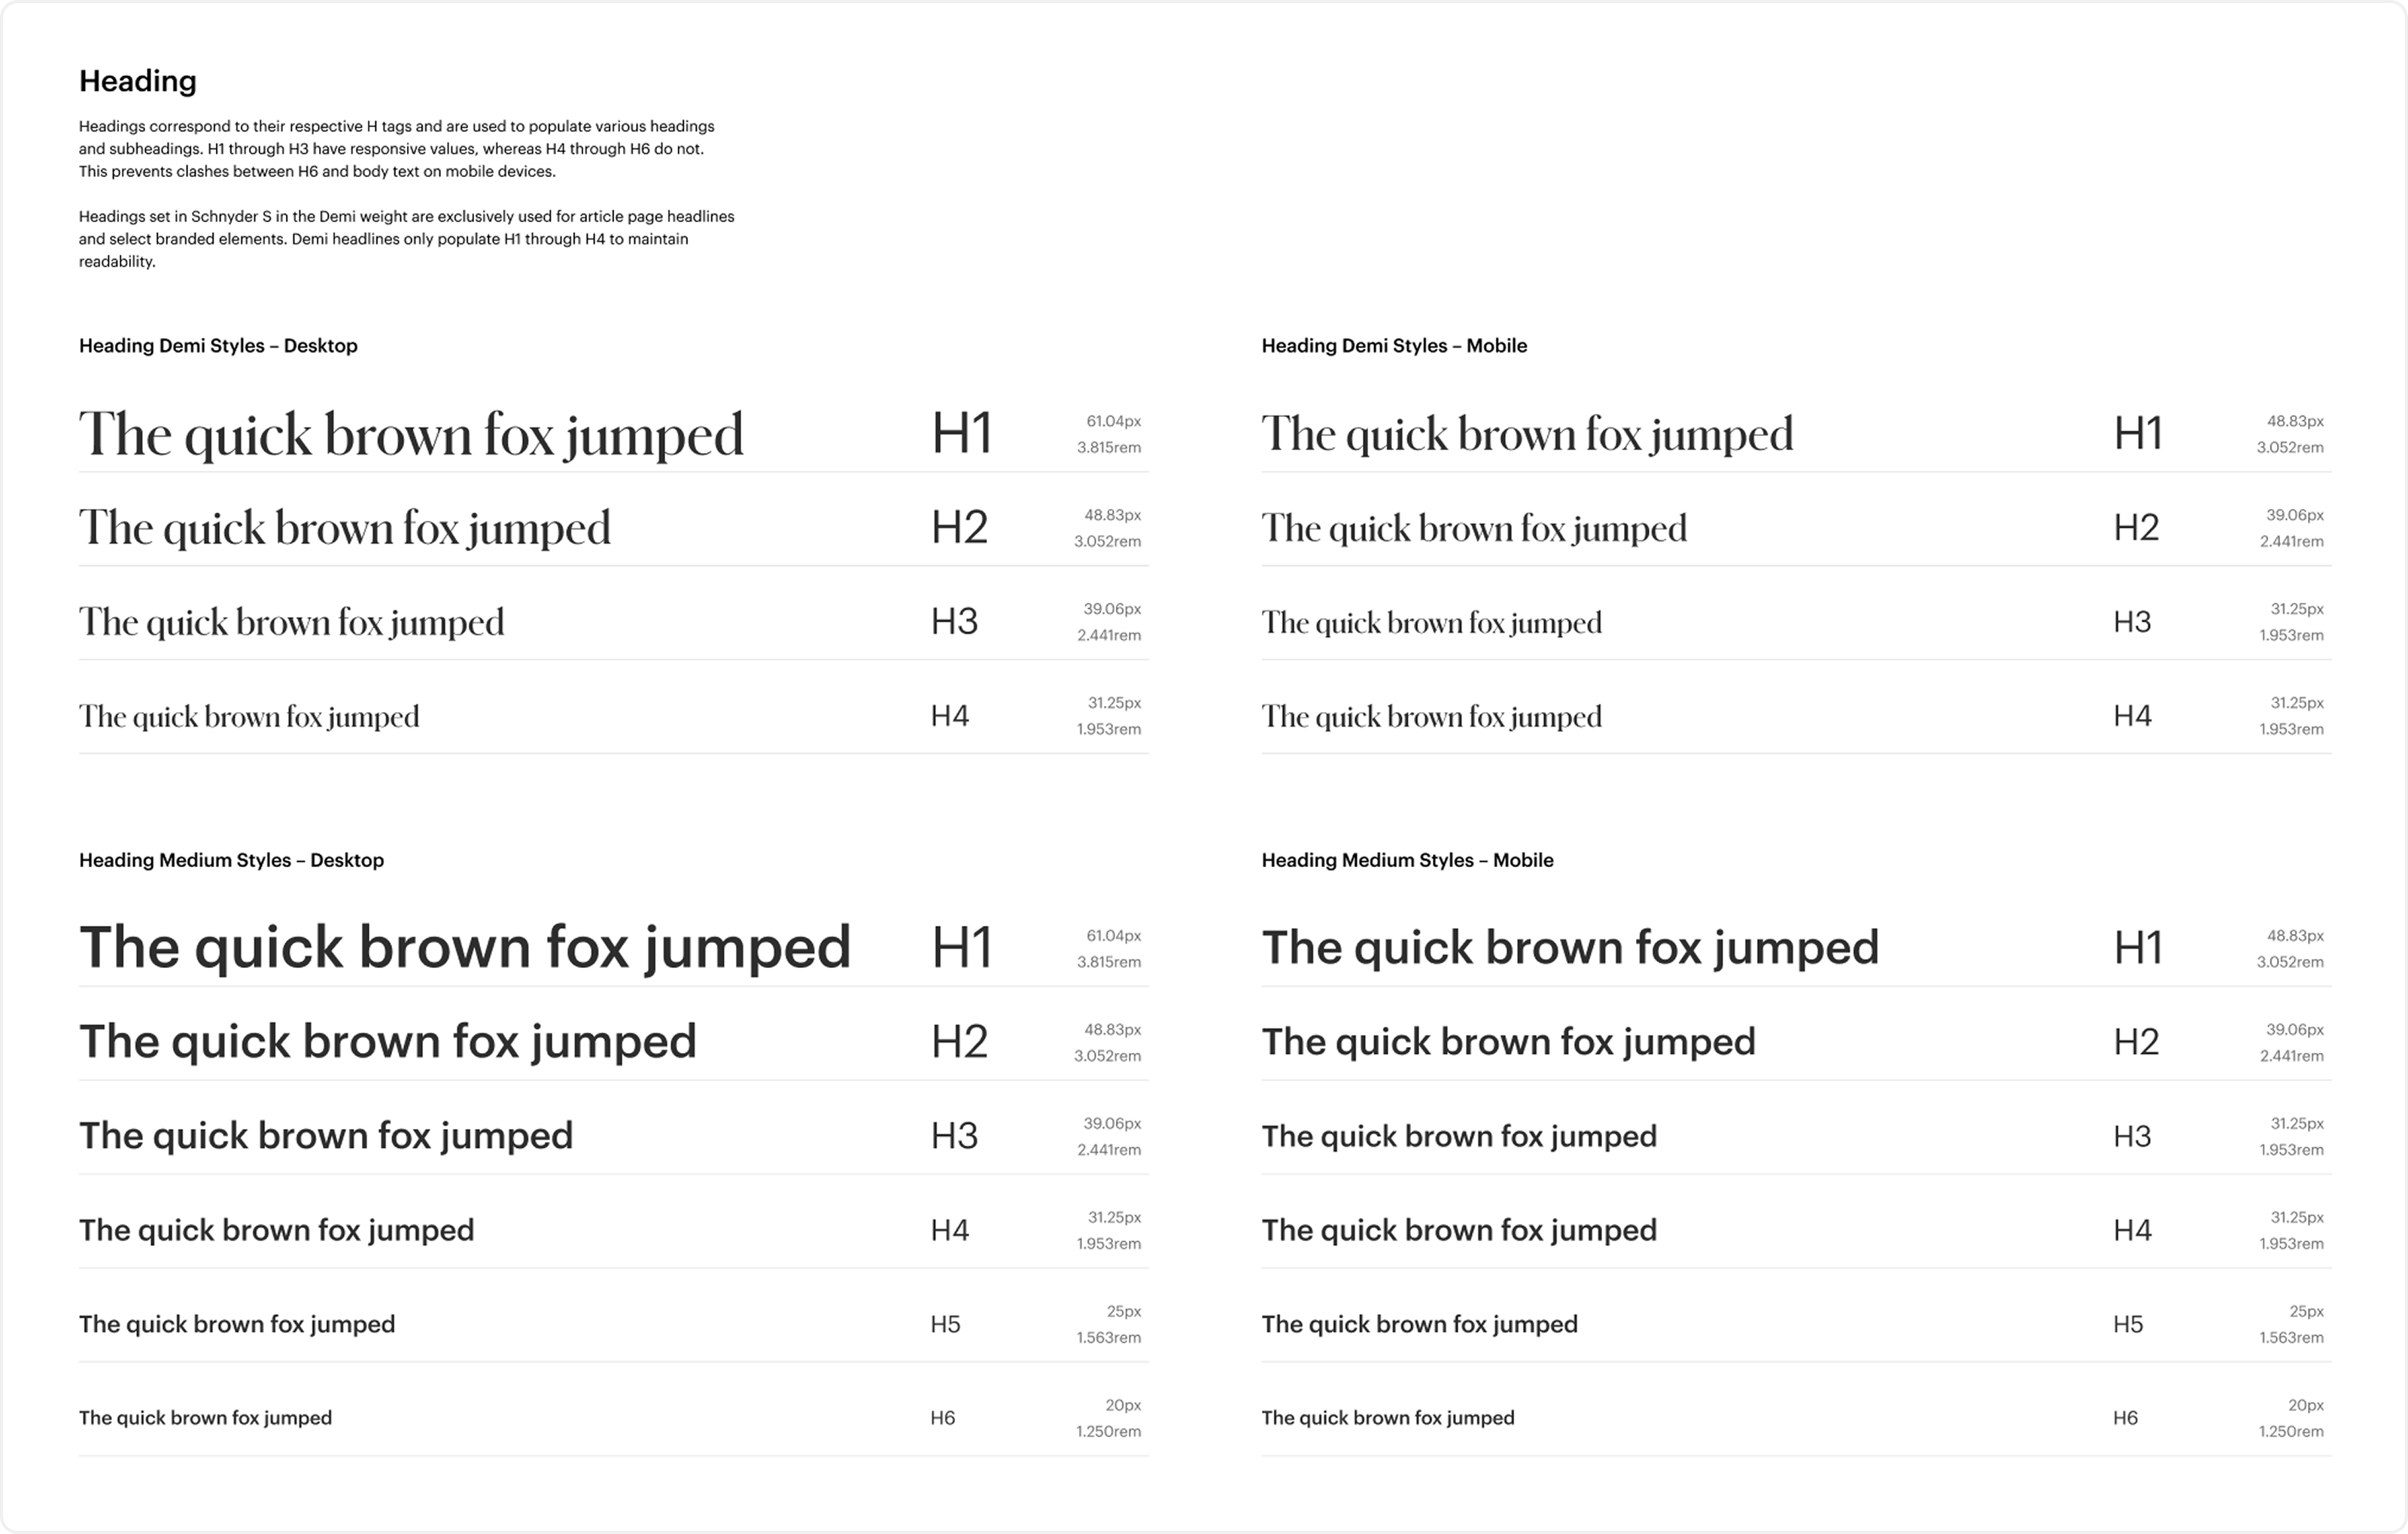 Heading
Headings correspond to their respective H tags and are used to populate various headings
and subheadings. H1 through H3 have responsive values, whereas H4 through H6 do not.
This prevents clashes between H6 and body text on mobile devices.
Headings set in Schnyder S in the Demi weight are exclusively used for article page headlines
and select branded elements. Demi headlines only populate H1 through H4 to maintain
readability.
Heading Demi Styles – Desktop
The quick brown fox jumped H1 61.04px
3.815rem
The quick brown fox jumped H2 48.83px
3.052rem
The quick brown fox jumped H3 39.06px
2.441rem
The quick brown fox jumped H4 31.25px
1.953rem
Heading Demi Styles – Mobile
The quick brown fox jumped H1 48.83px
3.052rem
The quick brown fox jumped H2 39.06px
2.441rem
The quick brown fox jumped H3 31.25px
1.953rem
The quick brown fox jumped H4 31.25px
1.953rem
Heading Medium Styles – Desktop
The quick brown fox jumped H1 61.04px
3.815rem
The quick brown fox jumped H2 48.83px
3.052rem
The quick brown fox jumped H3 39.06px
2.441rem
The quick brown fox jumped H4 31.25px
1.953rem
The quick brown fox jumped H5 25px
1.563rem
The quick brown fox jumped H6 20px
1.250rem
Heading Medium Styles – Mobile
The quick brown fox jumped H1 48.83px
3.052rem
The quick brown fox jumped H2 39.06px
2.441rem
The quick brown fox jumped H3 31.25px
1.953rem
The quick brown fox jumped H4 31.25px
1.953rem
The quick brown fox jumped H5 25px
1.563rem
The quick brown fox jumped H6 20px
1.250rem